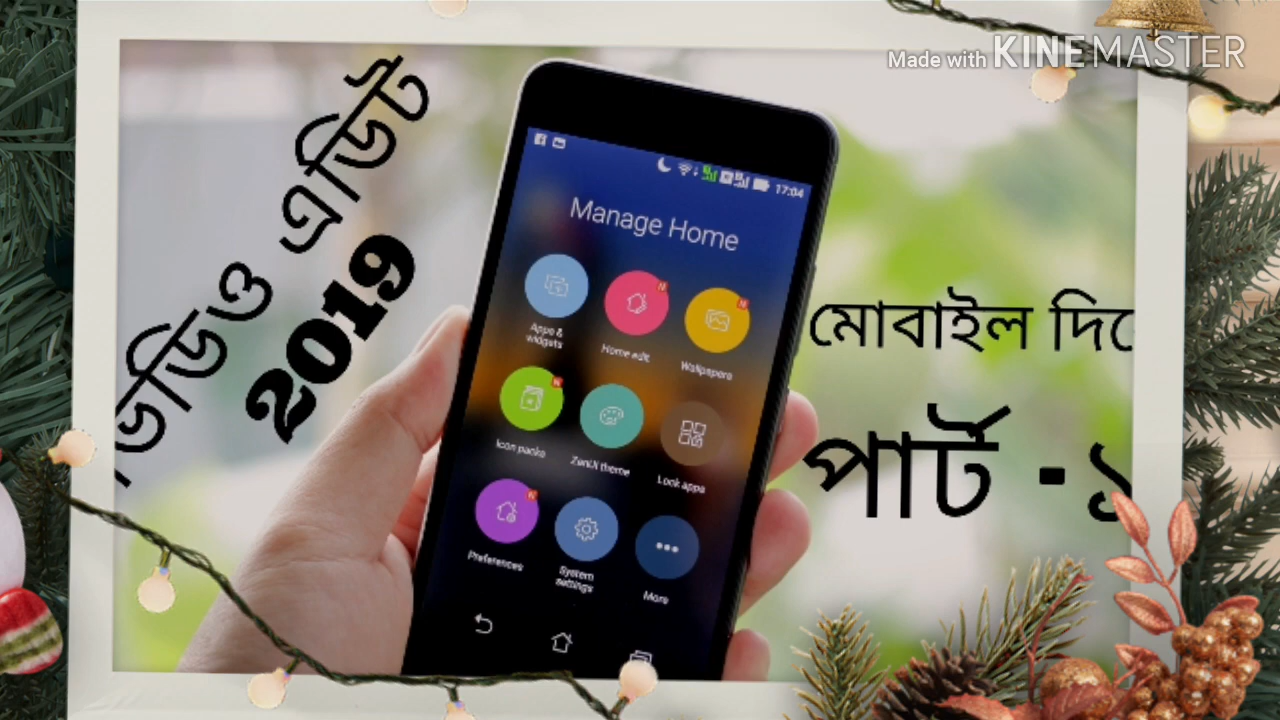 Made with KINEMASTER
ভিডিও এডিট
2019
17:04
Manage Home
Apps & widgets
Home edit
Wallpapers
Icon packs
ZenUI theme
Lock apps
Preferences
System settings
More
মোবাইল দিয়ে
পার্ট -১